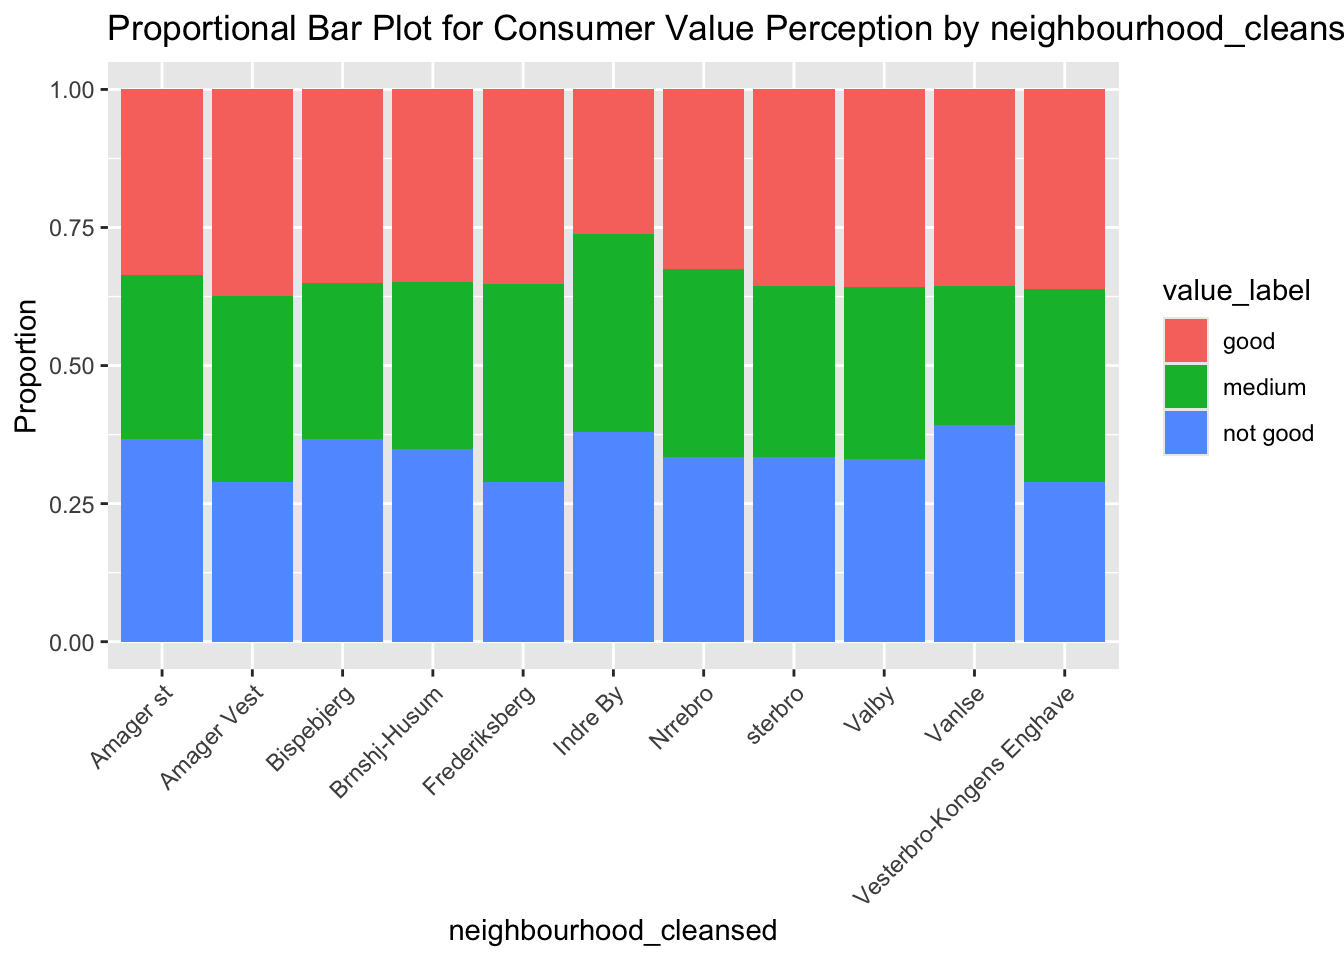 Proportional Bar Plot for Consumer Value Perception by neighbourhood_cleans
Proportion
1.00
0.75
0.50
0.25
0.00
Amager st
Amager Vest
Bispebjerg
Brnshj-Husum
Frederiksberg
Indre By
Nrrebro
sterbro
Valby
Vanlse
Vesterbro-Kongens Enghave
neighbourhood_cleansed
value_label
good
medium
not good